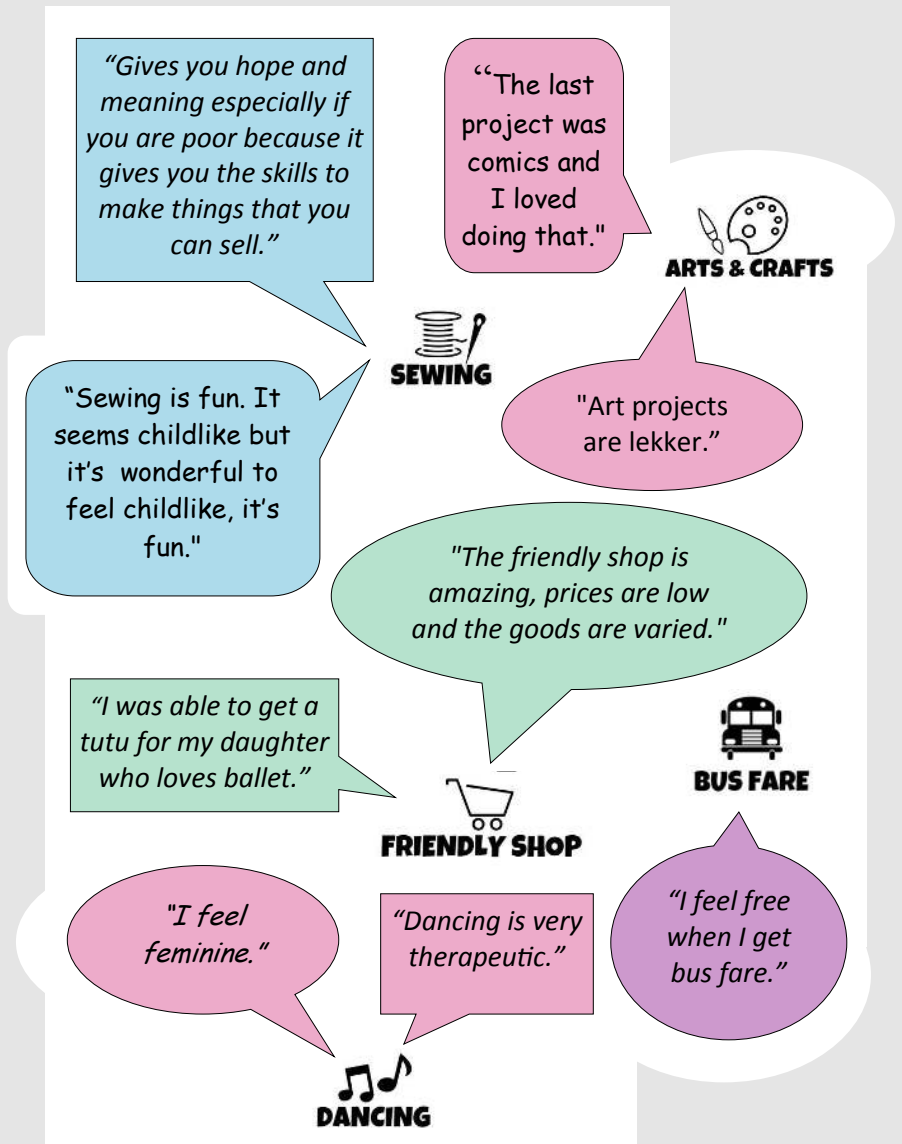 “Gives you hope and
meaning especially if
you are poor because it
gives you the skills to
make things that you
can sell.”
“The last
project was
comics and
I loved
doing that."
ARTS & CRAFTS
SEWING
“Sewing is fun. It
seems childlike but
it's wonderful to
feel childlike, it's
fun."
"Art projects
are lekker.”
"The friendly shop is
amazing, prices are low
and the goods are varied."
“I was able to get a
tutu for my daughter
who loves ballet.”
BUS FARE
FRIENDLY SHOP
"I feel
feminine.“
“Dancing is very
therapeutic.”
“I feel free
when I get
bus fare.”
DANCING